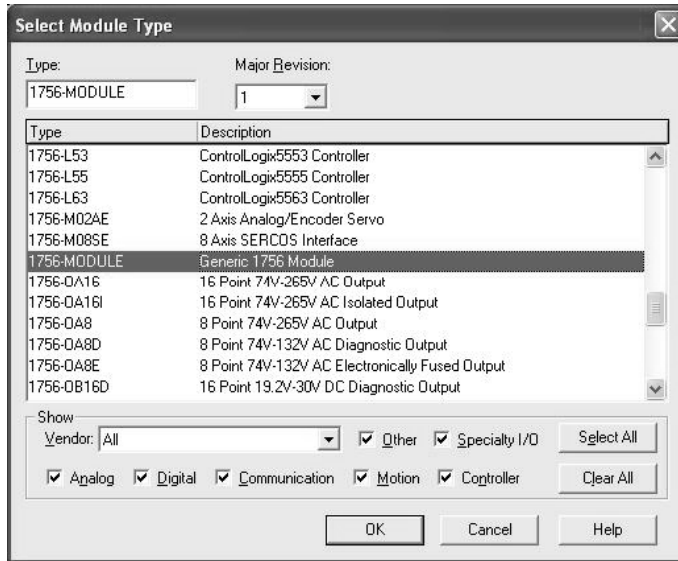 Select Module Type
Type: Major Revision:
1756-MODULE 1
Type Description
1756-L53 ControlLogix5553 Controller
1756-L55 ControlLogix5555 Controller
1756-L63 ControlLogix5563 Controller
1756-M02AE 2 Axis Analog/Encoder Servo
1756-M08SE 8 Axis SERCOS Interface
1756-MODULE Generic 1756 Module
1756-OA16 16 Point 74V-265V AC Output
1756-OA16I 16 Point 74V-265V AC Isolated Output
1756-OA8 8 Point 74V-265V AC Output
1756-OA8D 8 Point 74V-132V AC Diagnostic Output
1756-OA8E 8 Point 74V-132V AC Electronically Fused Output
1756-OB16D 16 Point 19.2V-30V DC Diagnostic Output
Show
Vendor: All Other Specialty I/O Select All
Analog Digital Communication Motion Controller Clear All
OK Cancel Help